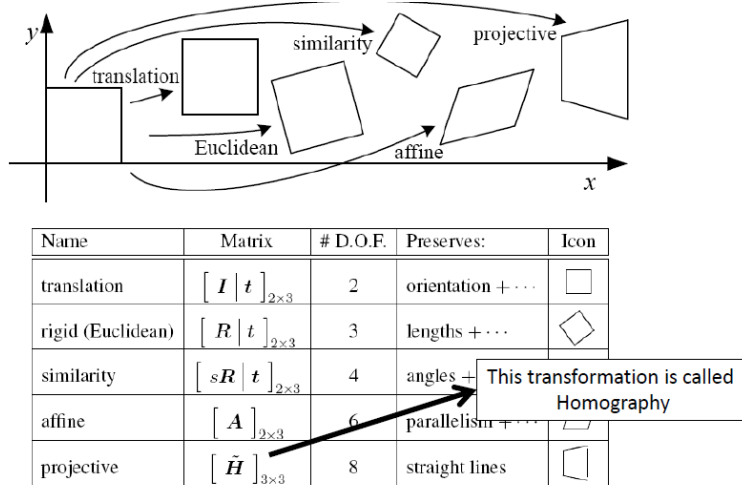 y
similarity
projective
translation
Euclidean
affine
x
Name Matrix # D.O.F. Preserves: Icon
translation [ I | t ]2×3 2 orientation + ···
rigid (Euclidean) [ R | t ]2×3 3 lengths + ···
similarity [ sR | t ]2×3 4 angles +
This transformation is called
Homography
affine [ A ]2×3 6 parallelism + ···
projective [ H̃ ]3×3 8 straight lines